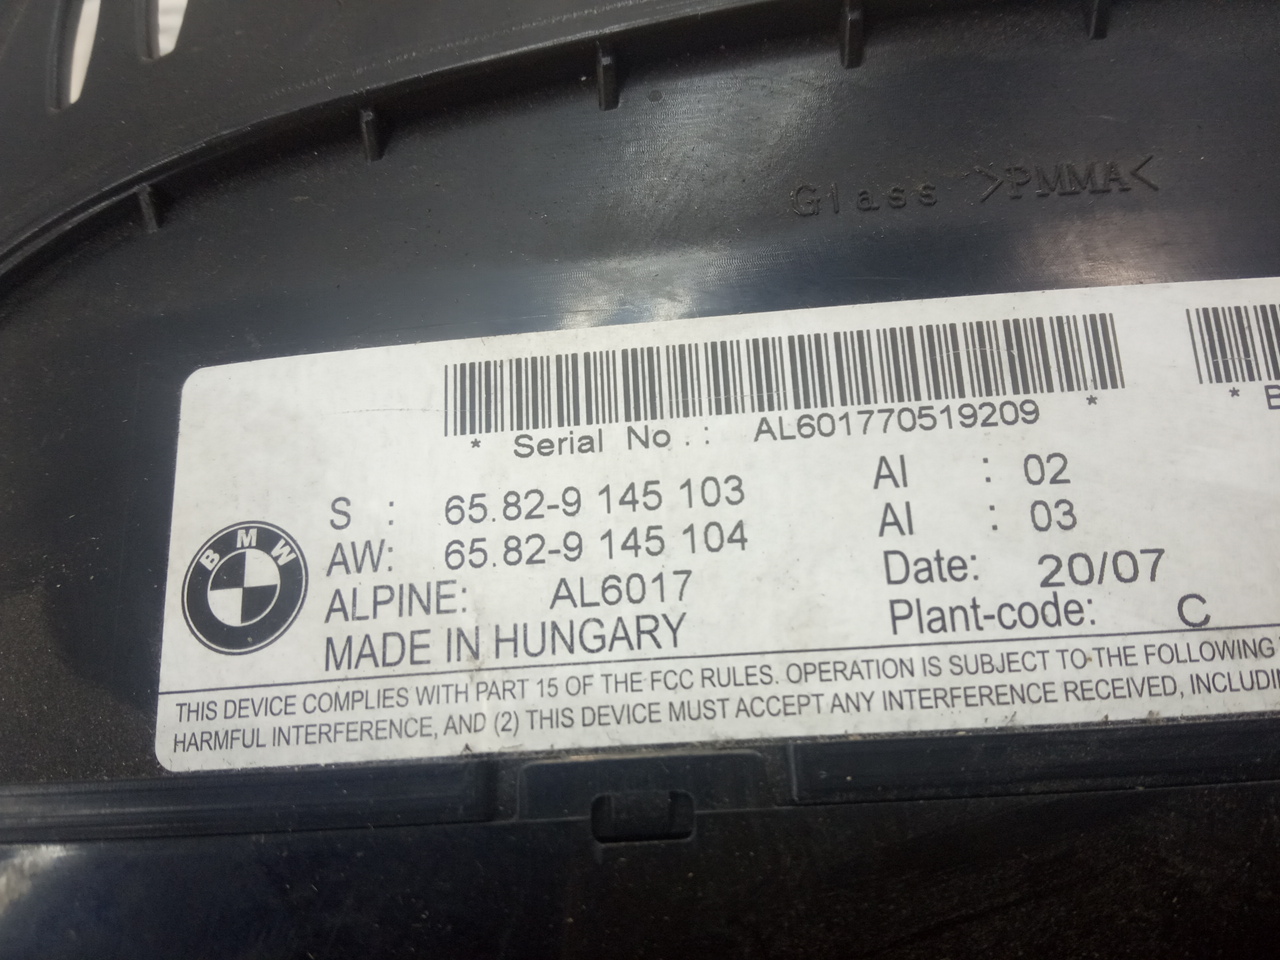 Glass >PMMA<
* Serial No.: AL601770519209 *
* B
S : 65.82-9 145 103
AI : 02
AW: 65.82-9 145 104
AI : 03
ALPINE: AL6017
Date: 20/07
MADE IN HUNGARY
Plant-code: C
BMW
THIS DEVICE COMPLIES WITH PART 15 OF THE FCC RULES. OPERATION IS SUBJECT TO THE FOLLOWING
HARMFUL INTERFERENCE, AND (2) THIS DEVICE MUST ACCEPT ANY INTERFERENCE RECEIVED, INCLUDIN